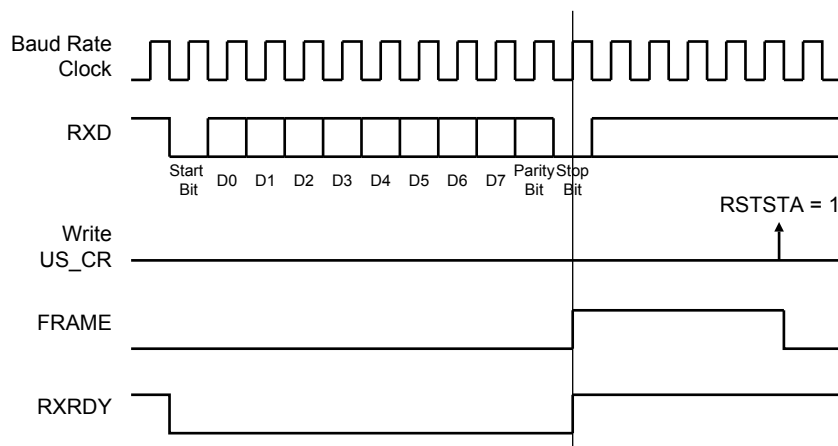 Baud Rate
Clock
RXD
Start
Bit
D0
D1
D2
D3
D4
D5
D6
D7
Parity
Bit
Stop
Bit
RSTSTA = 1
Write
US_CR
FRAME
RXRDY